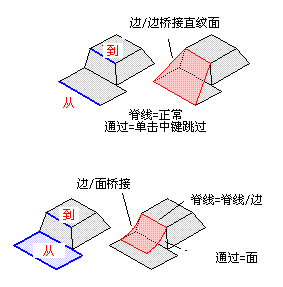 边/边桥接直纹面
到
从
脊线=正常
通过=单击中键跳过
边/面桥接
脊线=脊线/边
到
从
通过=面